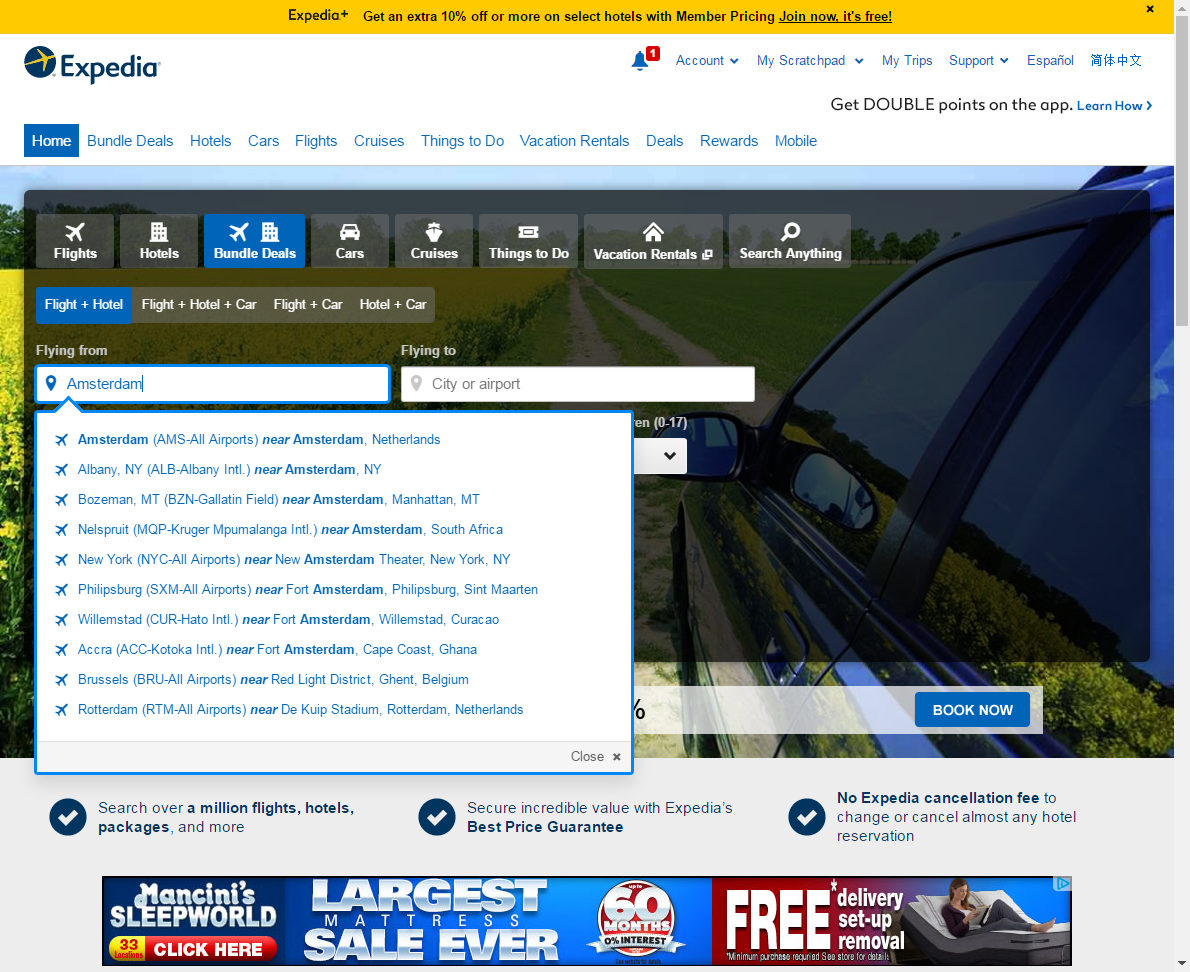 Expedia+ Get an extra 10% off or more on select hotels with Member Pricing Join now, it's free!
Expedia
1
Account
My Scratchpad
My Trips
Support
Español
简体中文
Get DOUBLE points on the app. Learn How
Home
Bundle Deals
Hotels
Cars
Flights
Cruises
Things to Do
Vacation Rentals
Deals
Rewards
Mobile
Flights
Hotels
Bundle Deals
Cars
Cruises
Things to Do
Vacation Rentals
Search Anything
Flight + Hotel
Flight + Hotel + Car
Flight + Car
Hotel + Car
Flying from
Flying to
Amsterdam
City or airport
ren (0-17)
Amsterdam (AMS-All Airports) near Amsterdam, Netherlands
Albany, NY (ALB-Albany Intl.) near Amsterdam, NY
Bozeman, MT (BZN-Gallatin Field) near Amsterdam, Manhattan, MT
Nelspruit (MQP-Kruger Mpumalanga Intl.) near Amsterdam, South Africa
New York (NYC-All Airports) near New Amsterdam Theater, New York, NY
Philipsburg (SXM-All Airports) near Fort Amsterdam, Philipsburg, Sint Maarten
Willemstad (CUR-Hato Intl.) near Fort Amsterdam, Willemstad, Curacao
Accra (ACC-Kotoka Intl.) near Fort Amsterdam, Cape Coast, Ghana
Brussels (BRU-All Airports) near Red Light District, Ghent, Belgium
Rotterdam (RTM-All Airports) near De Kuip Stadium, Rotterdam, Netherlands
Close
%
BOOK NOW
Search over a million flights, hotels,
packages, and more
Secure incredible value with Expedia's
Best Price Guarantee
No Expedia cancellation fee to
change or cancel almost any hotel
reservation
Mancini's
SLEEPWORLD
33
Locations
CLICK HERE
LARGEST
MATTRESS
SALE EVER
up to
60
MONTHS
0% INTEREST
See website for details.
FREE*
delivery
set-up
removal
*Minimum purchase required See store for details